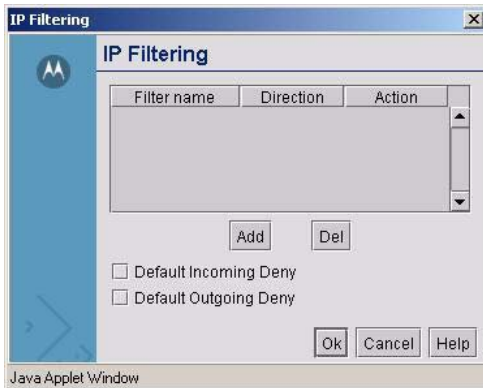 IP Filtering
IP Filtering
Filter name Direction Action
Add Del
Default Incoming Deny
Default Outgoing Deny
Ok Cancel Help
Java Applet Window